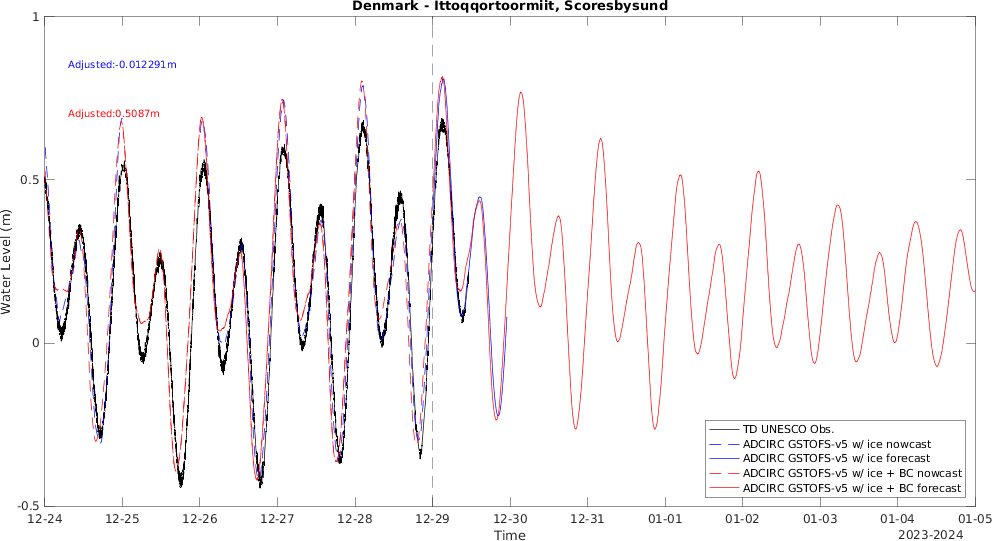 Denmark - Ittoqqortoormiit, Scoresbysund
1
Adjusted:-0.012291m
Adjusted:0.5087m
0.5
Water Level (m)
0
TD UNESCO Obs.
ADCIRC GSTOFS-v5 w/ ice nowcast
ADCIRC GSTOFS-v5 w/ ice forecast
ADCIRC GSTOFS-v5 w/ ice + BC nowcast
ADCIRC GSTOFS-v5 w/ ice + BC forecast
-0.5
12-24 12-25 12-26 12-27 12-28 12-29 12-30 12-31 01-01 01-02 01-03 01-04 01-05
Time
2023-2024